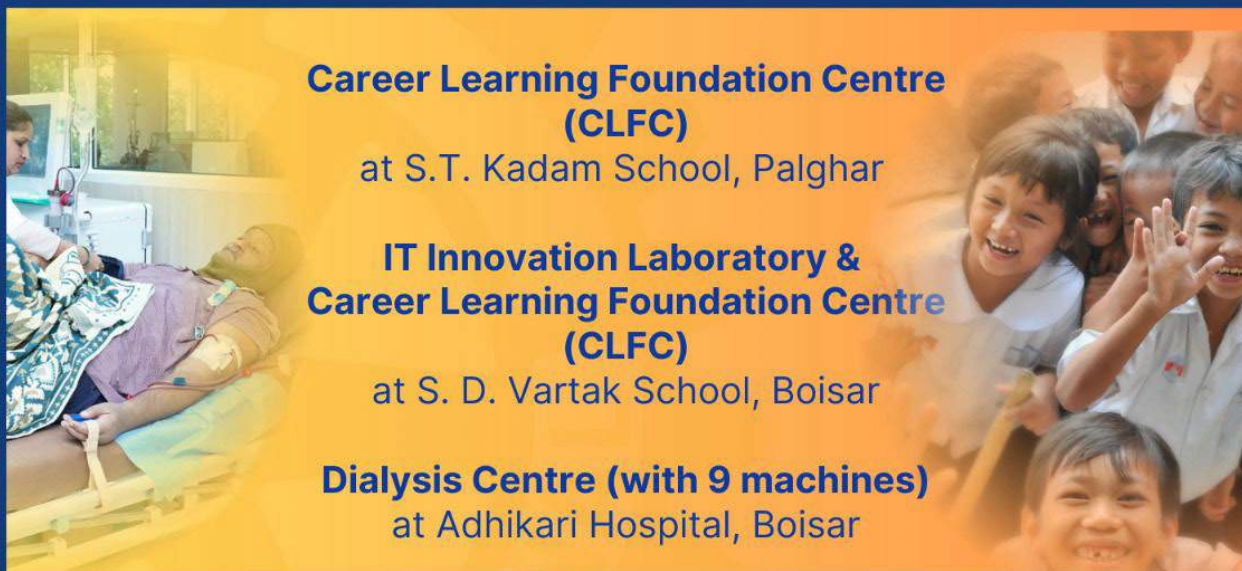 Career Learning Foundation Centre
(CLFC)
at S.T. Kadam School, Palghar
IT Innovation Laboratory &
Career Learning Foundation Centre
(CLFC)
at S. D. Vartak School, Boisar
Dialysis Centre (with 9 machines)
at Adhikari Hospital, Boisar